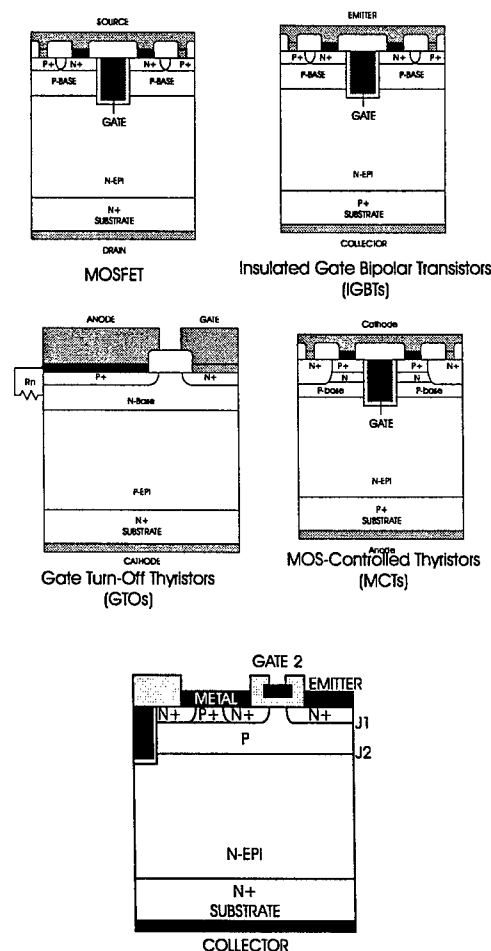 SOURCE
P+ N+ N+ P+
P-BASE P-BASE
GATE
N-EPI
N+
SUBSTRATE
DRAIN
MOSFET
EMITTER
P+ N+ N+ P+
P-BASE P-BASE
GATE
N-EPI
P+
SUBSTRATE
COLLECTOR
Insulated Gate Bipolar Transistors
(IGBTs)
ANODE GATE
Rn
P+ N+
N-Base
P-EPI
N+
SUBSTRATE
CATHODE
Gate Turn-Off Thyristors
(GTOs)
Cathode
N+ P+ P+ N+
N N
P-base P-base
GATE
N-EPI
P+
SUBSTRATE
Anode
MOS-Controlled Thyristors
(MCTs)
GATE 2
METAL EMITTER
N+ P+ N+ N+
J1
P
J2
N-EPI
N+
SUBSTRATE
COLLECTOR